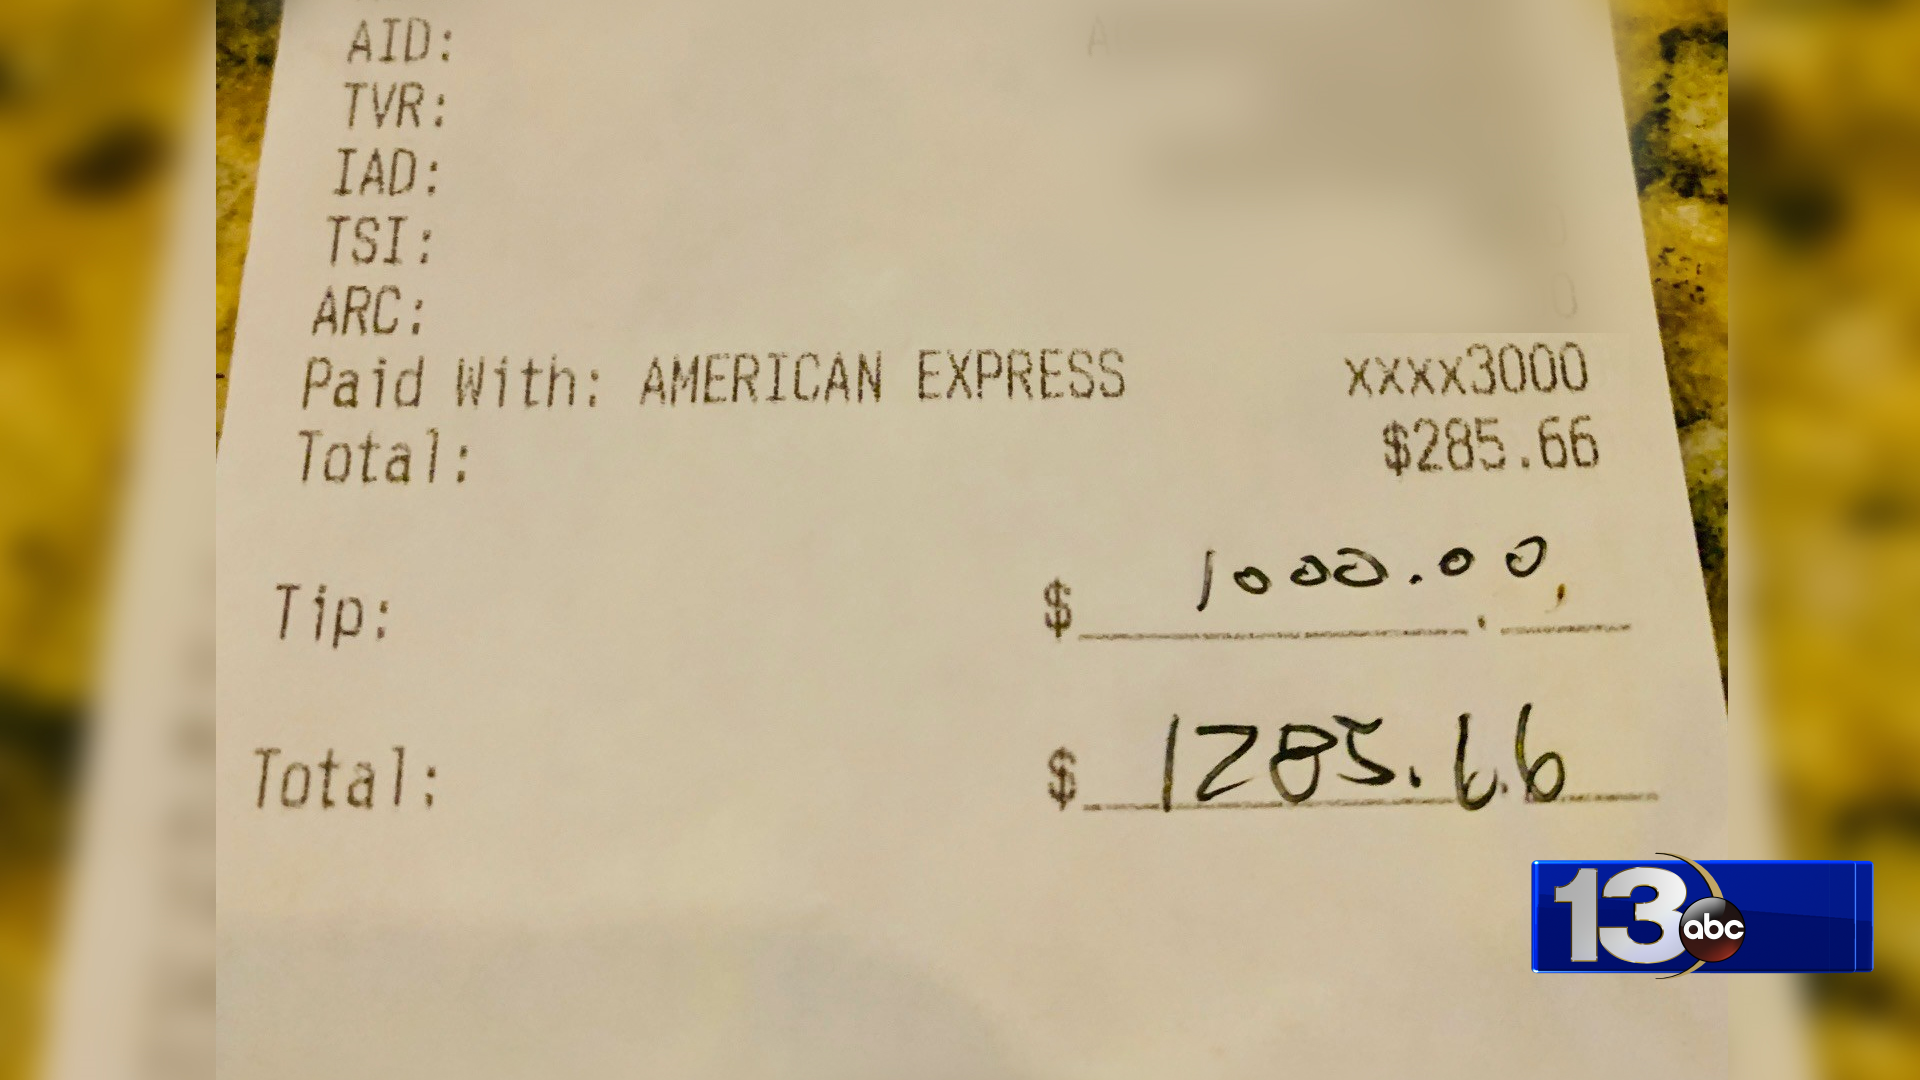 AID:
TVR:
IAD:
TSI:
ARC:
Paid With: AMERICAN EXPRESS xxxx3000
Total: $285.66
Tip: $ 1000.00
Total: $ 1285.66
13 abc